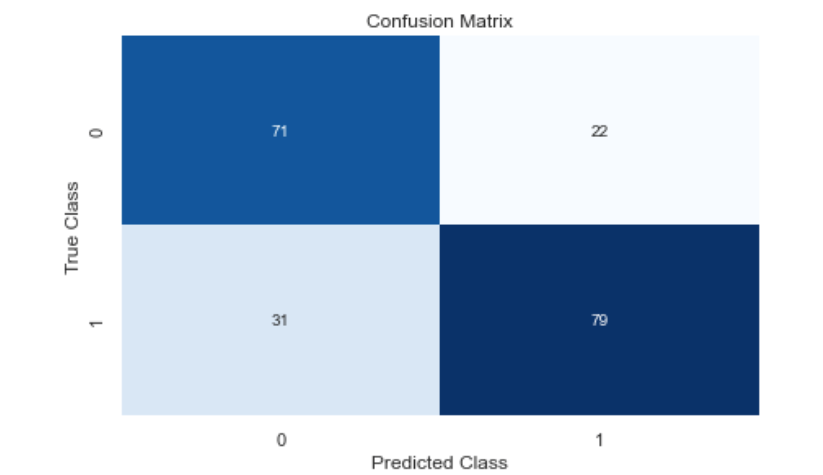 Confusion Matrix
True Class
0
71
22
1
31
79
0
1
Predicted Class